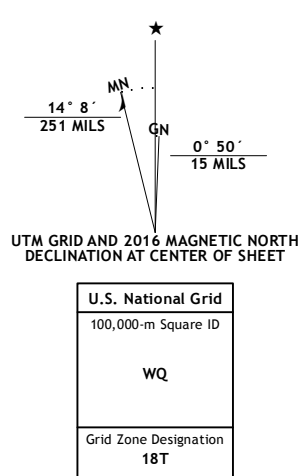 ★
MN
GN
14° 8´
251 MILS
0° 50´
15 MILS
UTM GRID AND 2016 MAGNETIC NORTH
DECLINATION AT CENTER OF SHEET
U.S. National Grid
100,000-m Square ID
WQ
Grid Zone Designation
18T